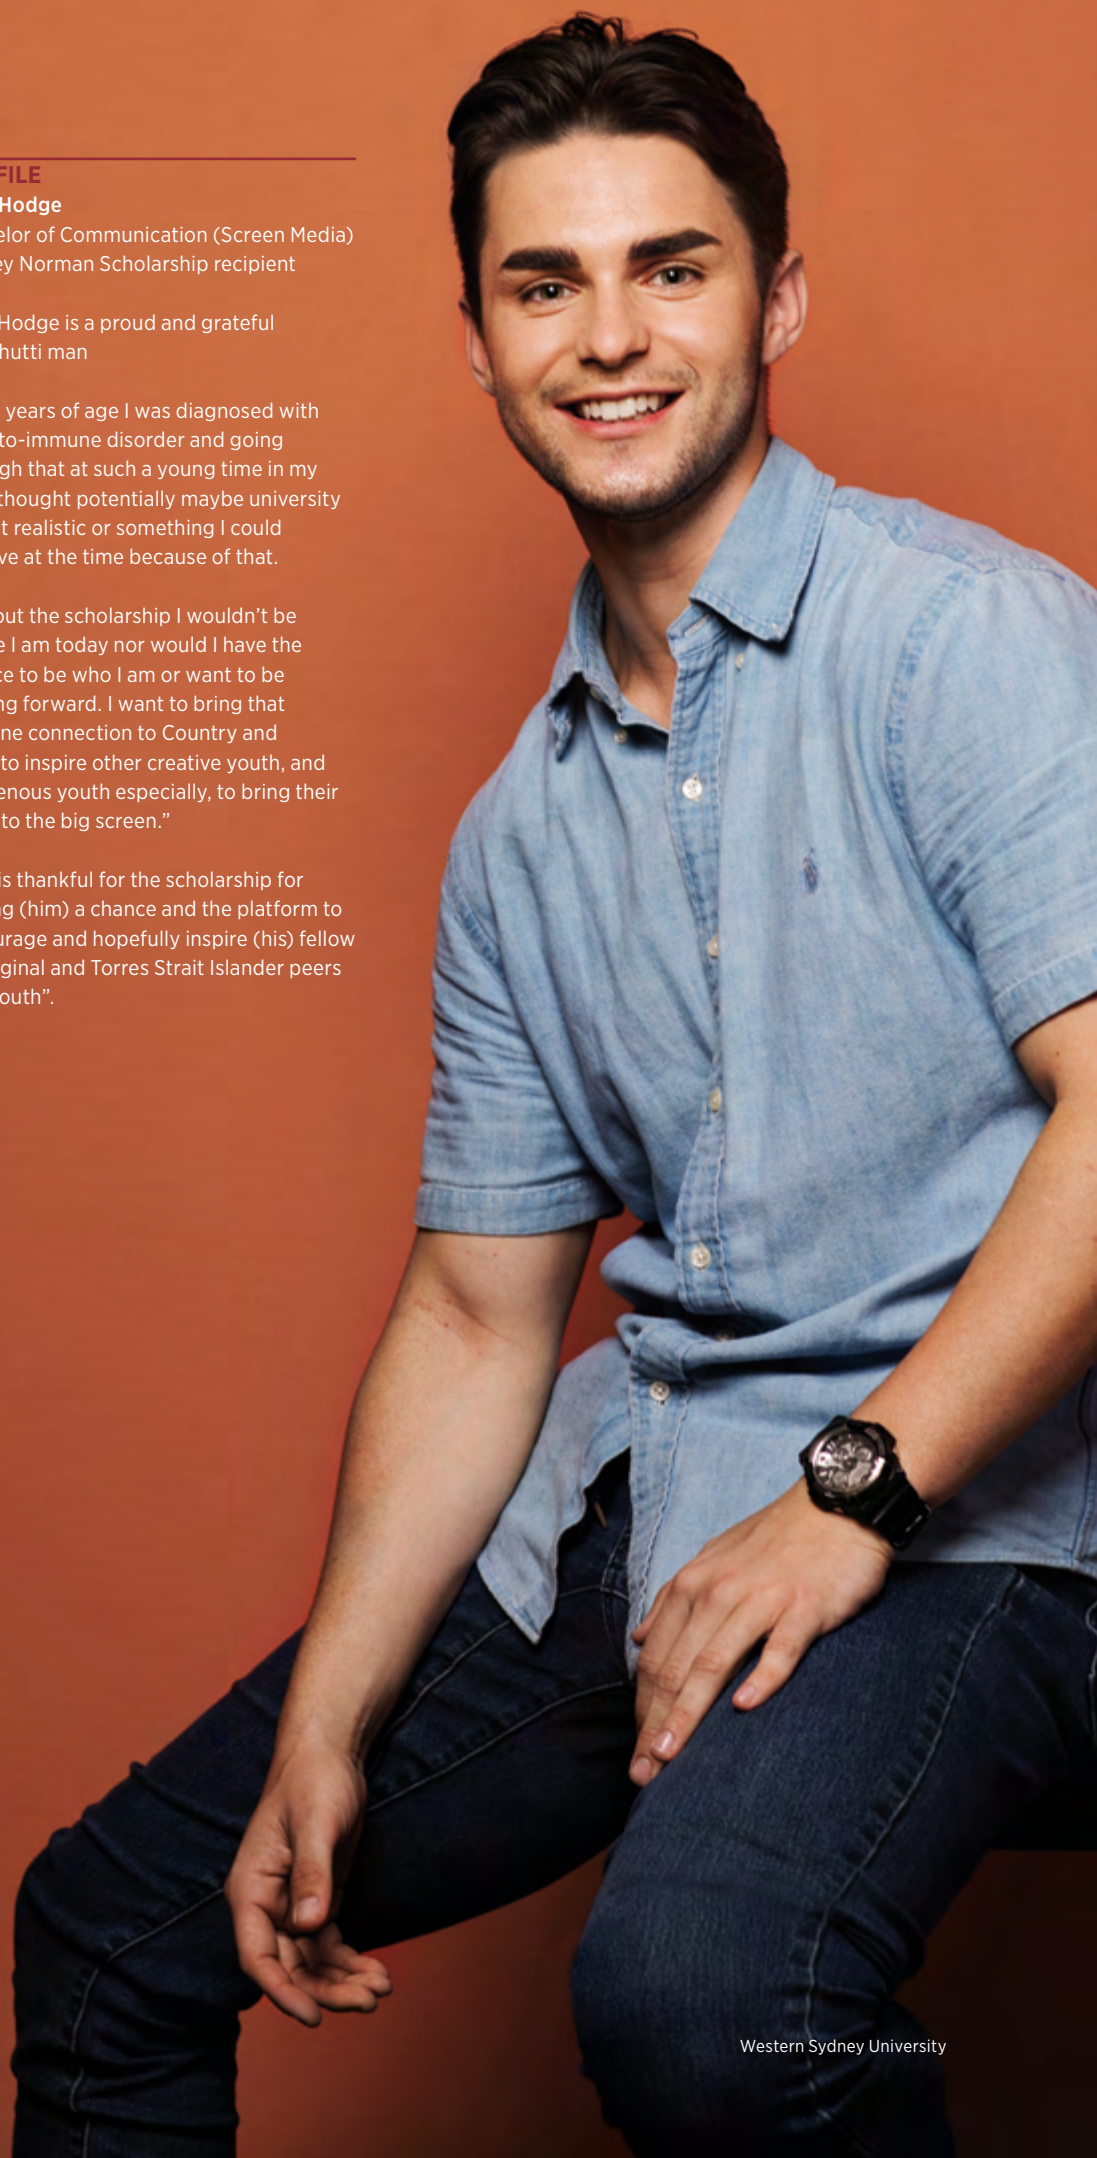 FILE
Hodge
elor of Communication (Screen Media)
ey Norman Scholarship recipient
Hodge is a proud and grateful
hutti man
years of age I was diagnosed with
to-immune disorder and going
gh that at such a young time in my
thought potentially maybe university
t realistic or something I could
ve at the time because of that.
out the scholarship I wouldn’t be
e I am today nor would I have the
ce to be who I am or want to be
ng forward. I want to bring that
ne connection to Country and
to inspire other creative youth, and
enous youth especially, to bring their
to the big screen.”
is thankful for the scholarship for
ng (him) a chance and the platform to
urage and hopefully inspire (his) fellow
ginal and Torres Strait Islander peers
outh”.
Western Sydney University